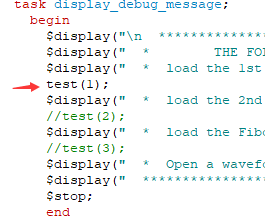 task display_debug_message;
begin
$display("\n ***************
$display(" * THE FO
$display(" * load the 1st
test(1);
$display(" * load the 2nd
//test(2);
$display(" * load the Fibo
//test(3);
$display(" * Open a wavefo
$display(" *****************
$stop;
end